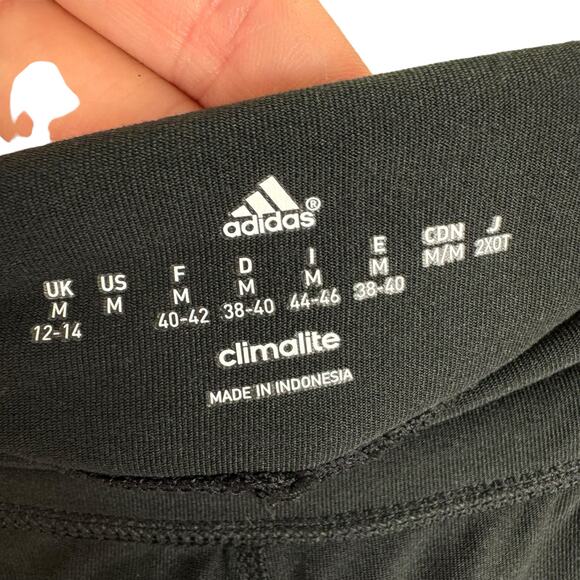 adidas®
UK US F D I E CDN J
M M M M M M M/M 2XOT
12-14 40-42 38-40 44-46 38-40
climalite
MADE IN INDONESIA